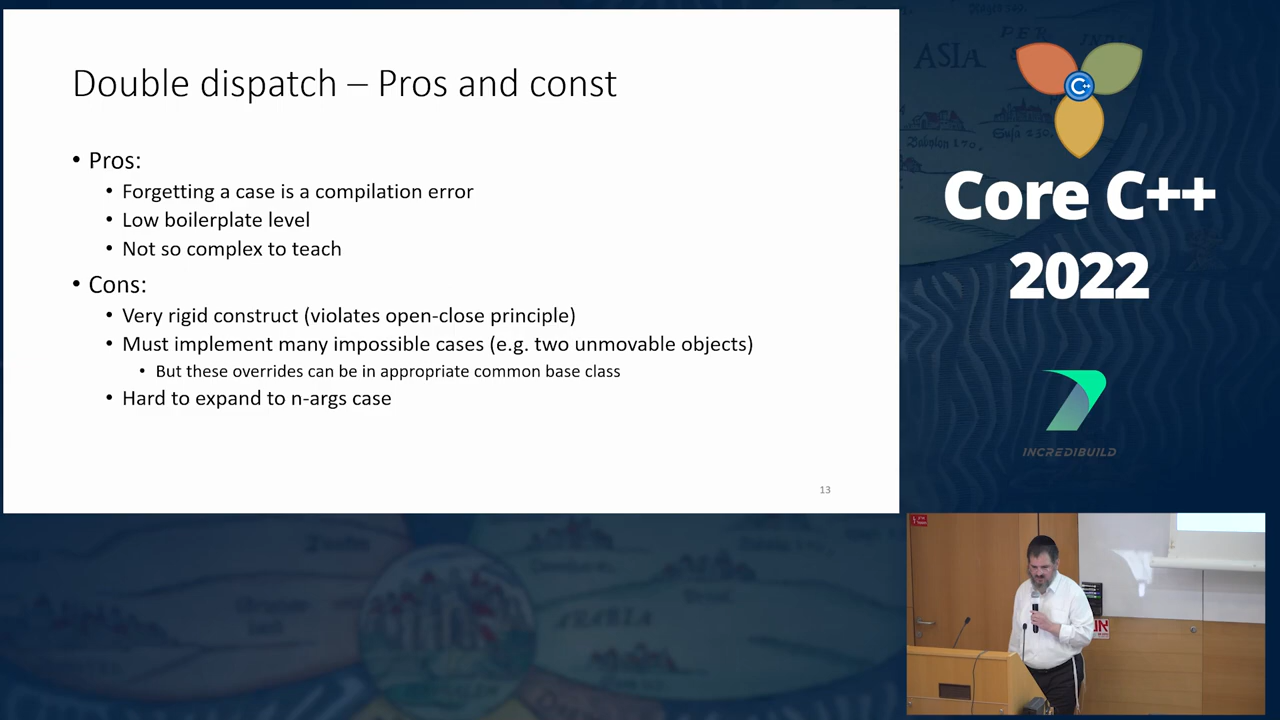 Double dispatch – Pros and const
• Pros:
• Forgetting a case is a compilation error
• Low boilerplate level
• Not so complex to teach
• Cons:
• Very rigid construct (violates open-close principle)
• Must implement many impossible cases (e.g. two unmovable objects)
• But these overrides can be in appropriate common base class
• Hard to expand to n-args case
13
ASIA
C++
Core C++
2022
INCREDIBUILD
ARABIA